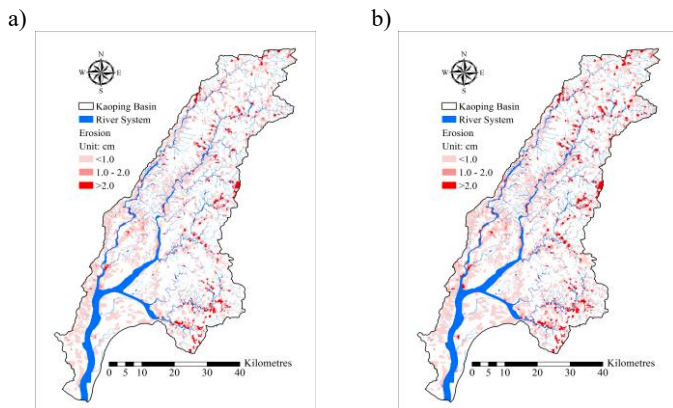 a)
N
W E
S
Kaoping Basin
River System
Erosion
Unit: cm
<1.0
1.0 - 2.0
>2.0
0 5 10 20 30 40 Kilometres
b)
N
W E
S
Kaoping Basin
River System
Erosion
Unit: cm
<1.0
1.0 - 2.0
>2.0
0 5 10 20 30 40 Kilometres